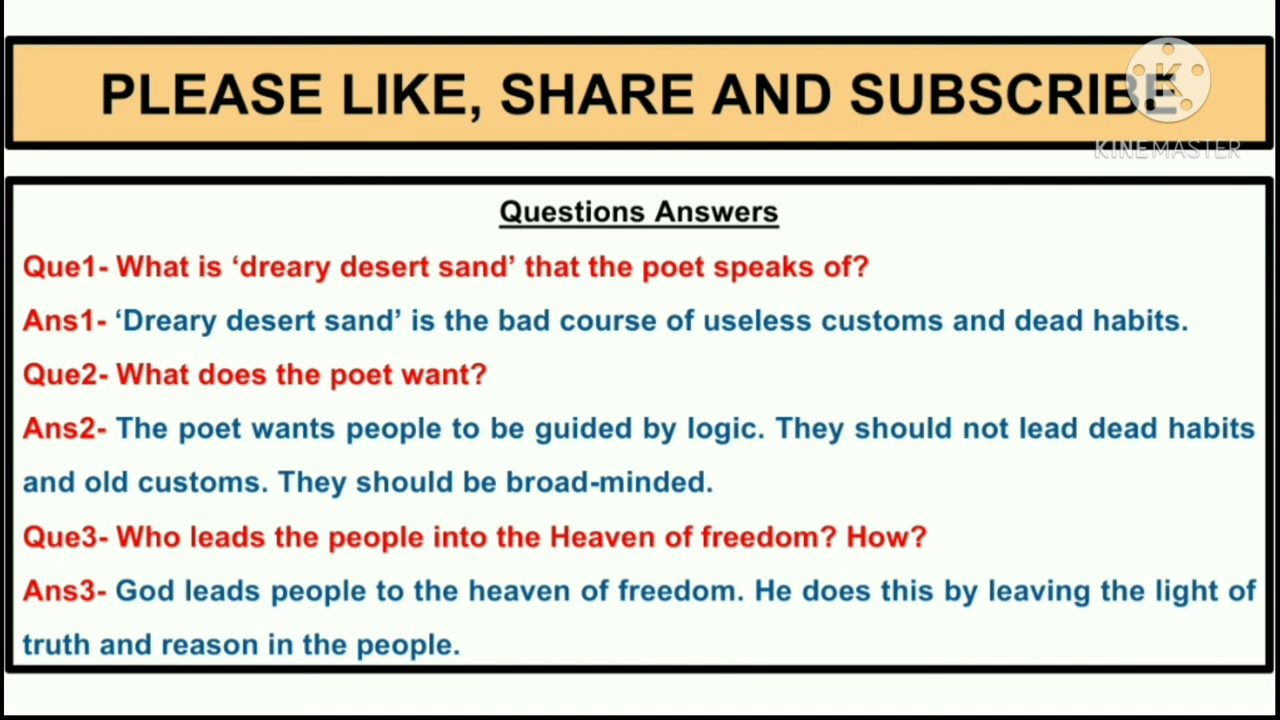 PLEASE LIKE, SHARE AND SUBSCRIBE
KINEMASTER
Questions Answers
Que1- What is ‘dreary desert sand’ that the poet speaks of?
Ans1- ‘Dreary desert sand’ is the bad course of useless customs and dead habits.
Que2- What does the poet want?
Ans2- The poet wants people to be guided by logic. They should not lead dead habits
and old customs. They should be broad-minded.
Que3- Who leads the people into the Heaven of freedom? How?
Ans3- God leads people to the heaven of freedom. He does this by leaving the light of
truth and reason in the people.